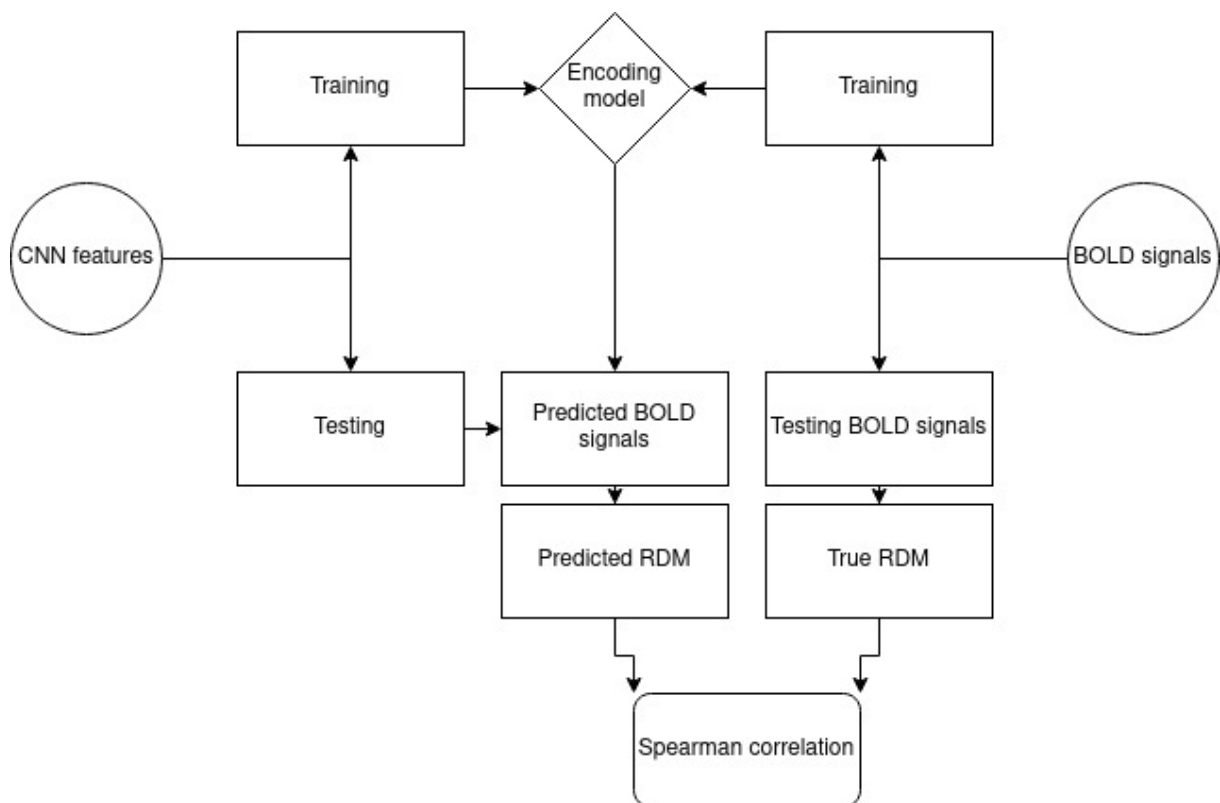 Training
Encoding
model
Training
CNN features
BOLD signals
Testing
Predicted BOLD
signals
Testing BOLD signals
Predicted RDM
True RDM
Spearman correlation